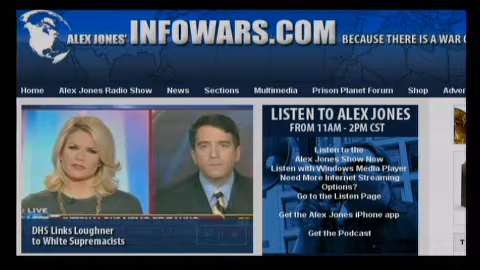 ALEX JONES' INFOWARS.COM BECAUSE THERE IS A WAR
Home Alex Jones Radio Show News Sections Multimedia Prison Planet Forum Shop Adver
LISTEN TO ALEX JONES
FROM 11AM - 2PM CST
Listen to the
Alex Jones Show Now
Listen with Windows Media Player
Need More Internet Streaming
Options?
Go to the Listen Page
Get the Alex Jones iPhone app
Get the Podcast
LIVE
DHS Links Loughner
to White Supremacists